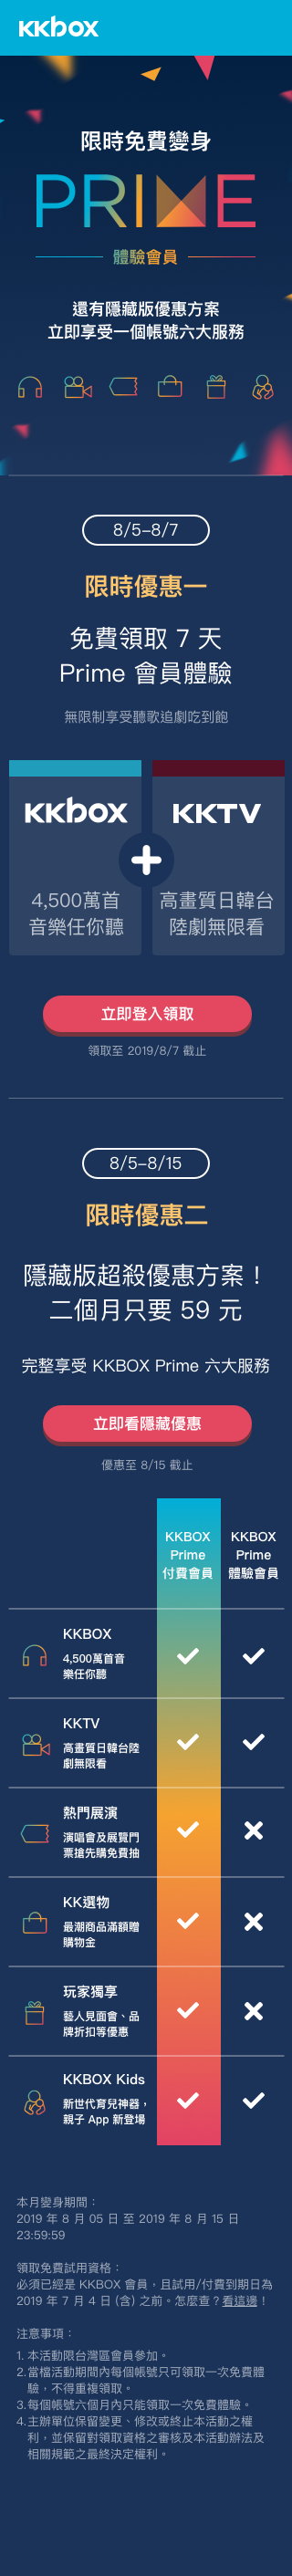 KKBOX
限時免費變身
PRIME
體驗會員
還有隱藏版優惠方案
立即享受一個帳號六大服務
8/5–8/7
限時優惠一
免費領取 7 天
Prime 會員體驗
無限制享受聽歌追劇吃到飽
KKBOX
KKTV
4,500萬首
音樂任你聽
高畫質日韓台
陸劇無限看
立即登入領取
領取至 2019/8/7 截止
8/5–8/15
限時優惠二
隱藏版超殺優惠方案！
二個月只要 59 元
完整享受 KKBOX Prime 六大服務
立即看隱藏優惠
優惠至 8/15 截止
KKBOX
Prime
付費會員
KKBOX
Prime
體驗會員
KKBOX
4,500萬首音
樂任你聽
KKTV
高畫質日韓台陸
劇無限看
熱門展演
演唱會及展覽門
票搶先購免費抽
KK選物
最潮商品滿額贈
購物金
玩家獨享
藝人見面會、品
牌折扣等優惠
KKBOX Kids
新世代育兒神器，
親子 App 新登場
本月變身期間：
2019 年 8 月 05 日 至 2019 年 8 月 15 日
23:59:59
領取免費試用資格：
必須已經是 KKBOX 會員，且試用/付費到期日為
2019 年 7 月 4 日 (含) 之前。怎麼查？看這邊！
注意事項：
1. 本活動限台灣區會員參加。
2.當檔活動期間內每個帳號只可領取一次免費體
驗，不得重複領取。
3.每個帳號六個月內只能領取一次免費體驗。
4.主辦單位保留變更、修改或終止本活動之權
利，並保留對領取資格之審核及本活動辦法及
相關規範之最終決定權利。